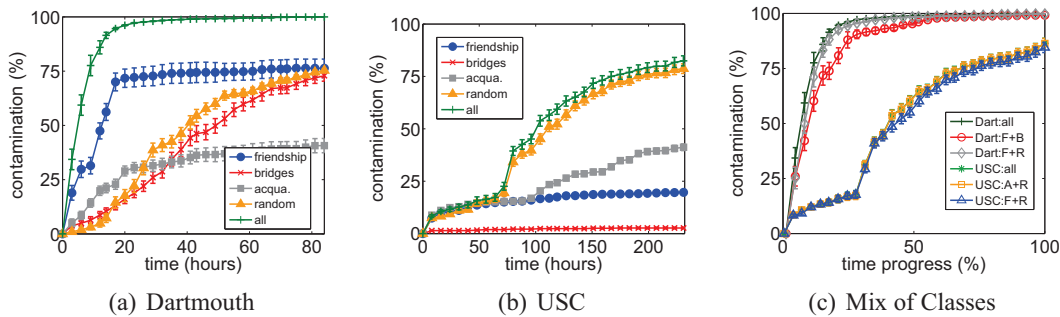 contamination (%)
100
75
50
25
0
0
20
40
60
80
time (hours)
friendship
bridges
acqua.
random
all
(a) Dartmouth
contamination (%)
100
75
50
25
0
0
50
100
150
200
time (hours)
friendship
bridges
acqua.
random
all
(b) USC
contamination (%)
100
75
50
25
0
0
50
100
time progress (%)
Dart:all
Dart:F+B
Dart:F+R
USC:all
USC:A+R
USC:F+R
(c) Mix of Classes